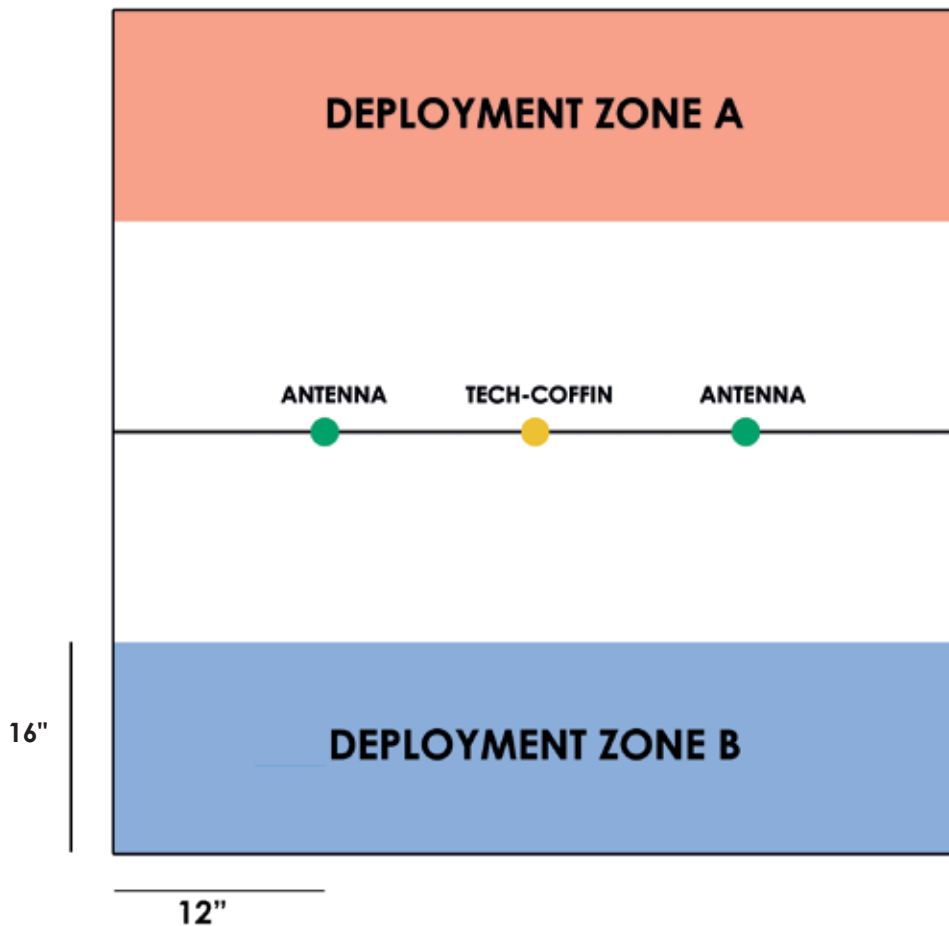 DEPLOYMENT ZONE A
ANTENNA TECH-COFFIN ANTENNA
16"
DEPLOYMENT ZONE B
12”